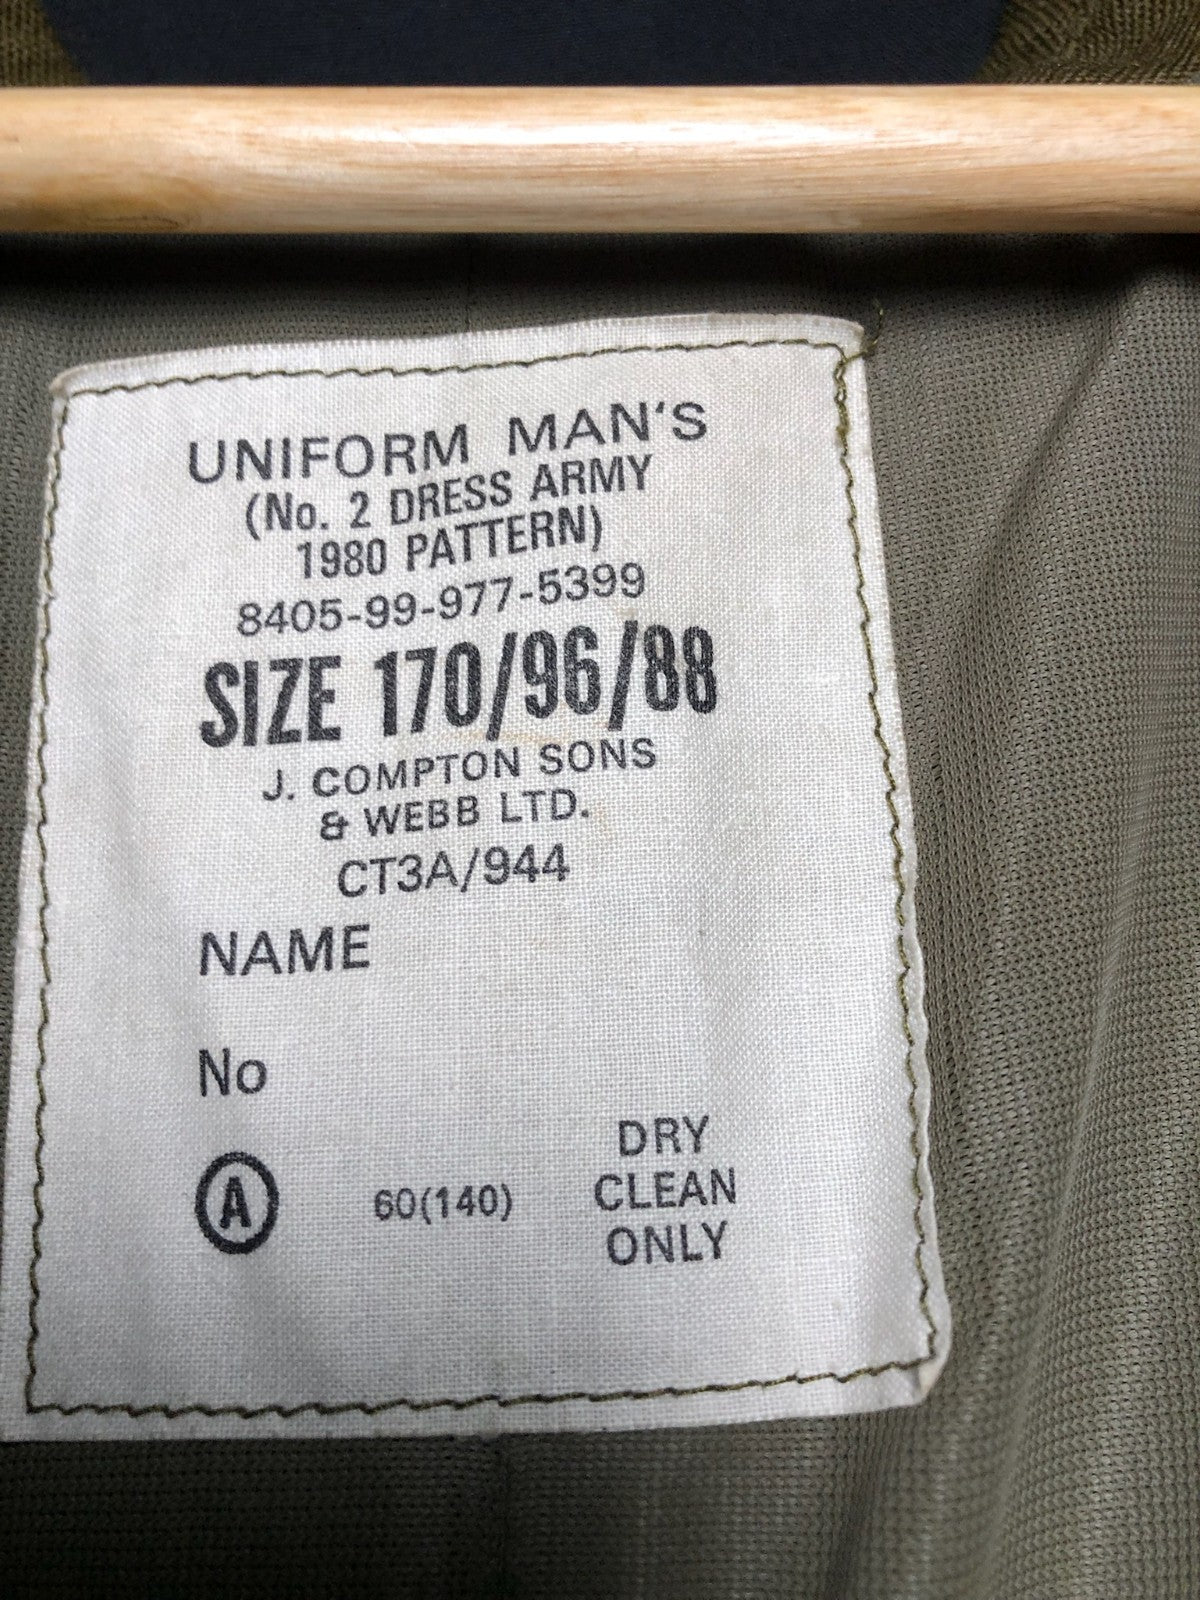 UNIFORM MAN'S
(No. 2 DRESS ARMY
1980 PATTERN)
8405-99-977-5399
SIZE 170/96/88
J. COMPTON SONS
& WEBB LTD.
CT3A/944
NAME
No
A 60(140) DRY
CLEAN
ONLY